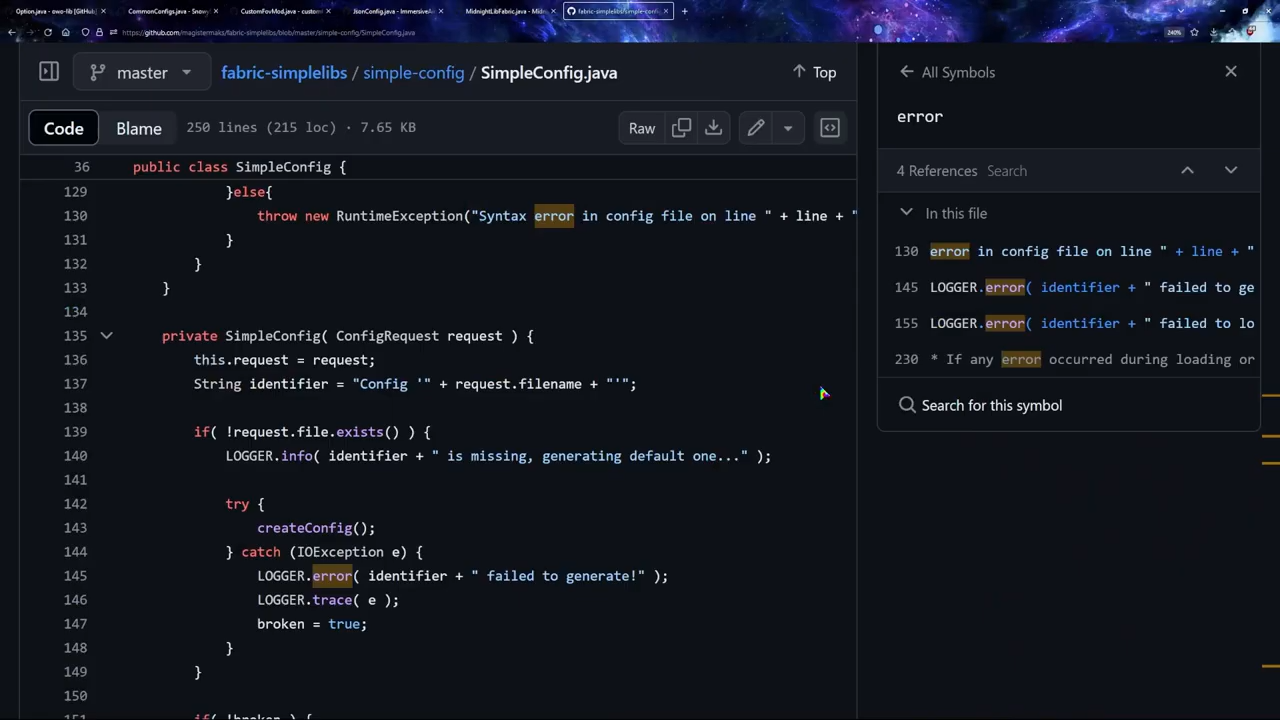 Option.java - owo-lib [GitHub]
CommonConfigs.java - Snowy
CustomFovMod.java - custom
JsonConfig.java - ImmersiveA
MidnightLibFabric.java - Midn
fabric-simplelibs/simple-config
https://github.com/magistermaks/fabric-simplelibs/blob/master/simple-config/SimpleConfig.java
240%
master
fabric-simplelibs / simple-config / SimpleConfig.java
Top
Code
Blame
250 lines (215 loc) · 7.65 KB
Raw
36 public class SimpleConfig {
129 }else{
130 throw new RuntimeException("Syntax error in config file on line " + line + "
131 }
132 }
133 }
134
135 private SimpleConfig( ConfigRequest request ) {
136 this.request = request;
137 String identifier = "Config '" + request.filename + "'";
138
139 if( !request.file.exists() ) {
140 LOGGER.info( identifier + " is missing, generating default one..." );
141
142 try {
143 createConfig();
144 } catch (IOException e) {
145 LOGGER.error( identifier + " failed to generate!" );
146 LOGGER.trace( e );
147 broken = true;
148 }
149 }
150
151 if( !broken ) {
All Symbols
error
4 References Search
In this file
130 error in config file on line " + line + "
145 LOGGER.error( identifier + " failed to ge
155 LOGGER.error( identifier + " failed to lo
230 * If any error occurred during loading or
Search for this symbol